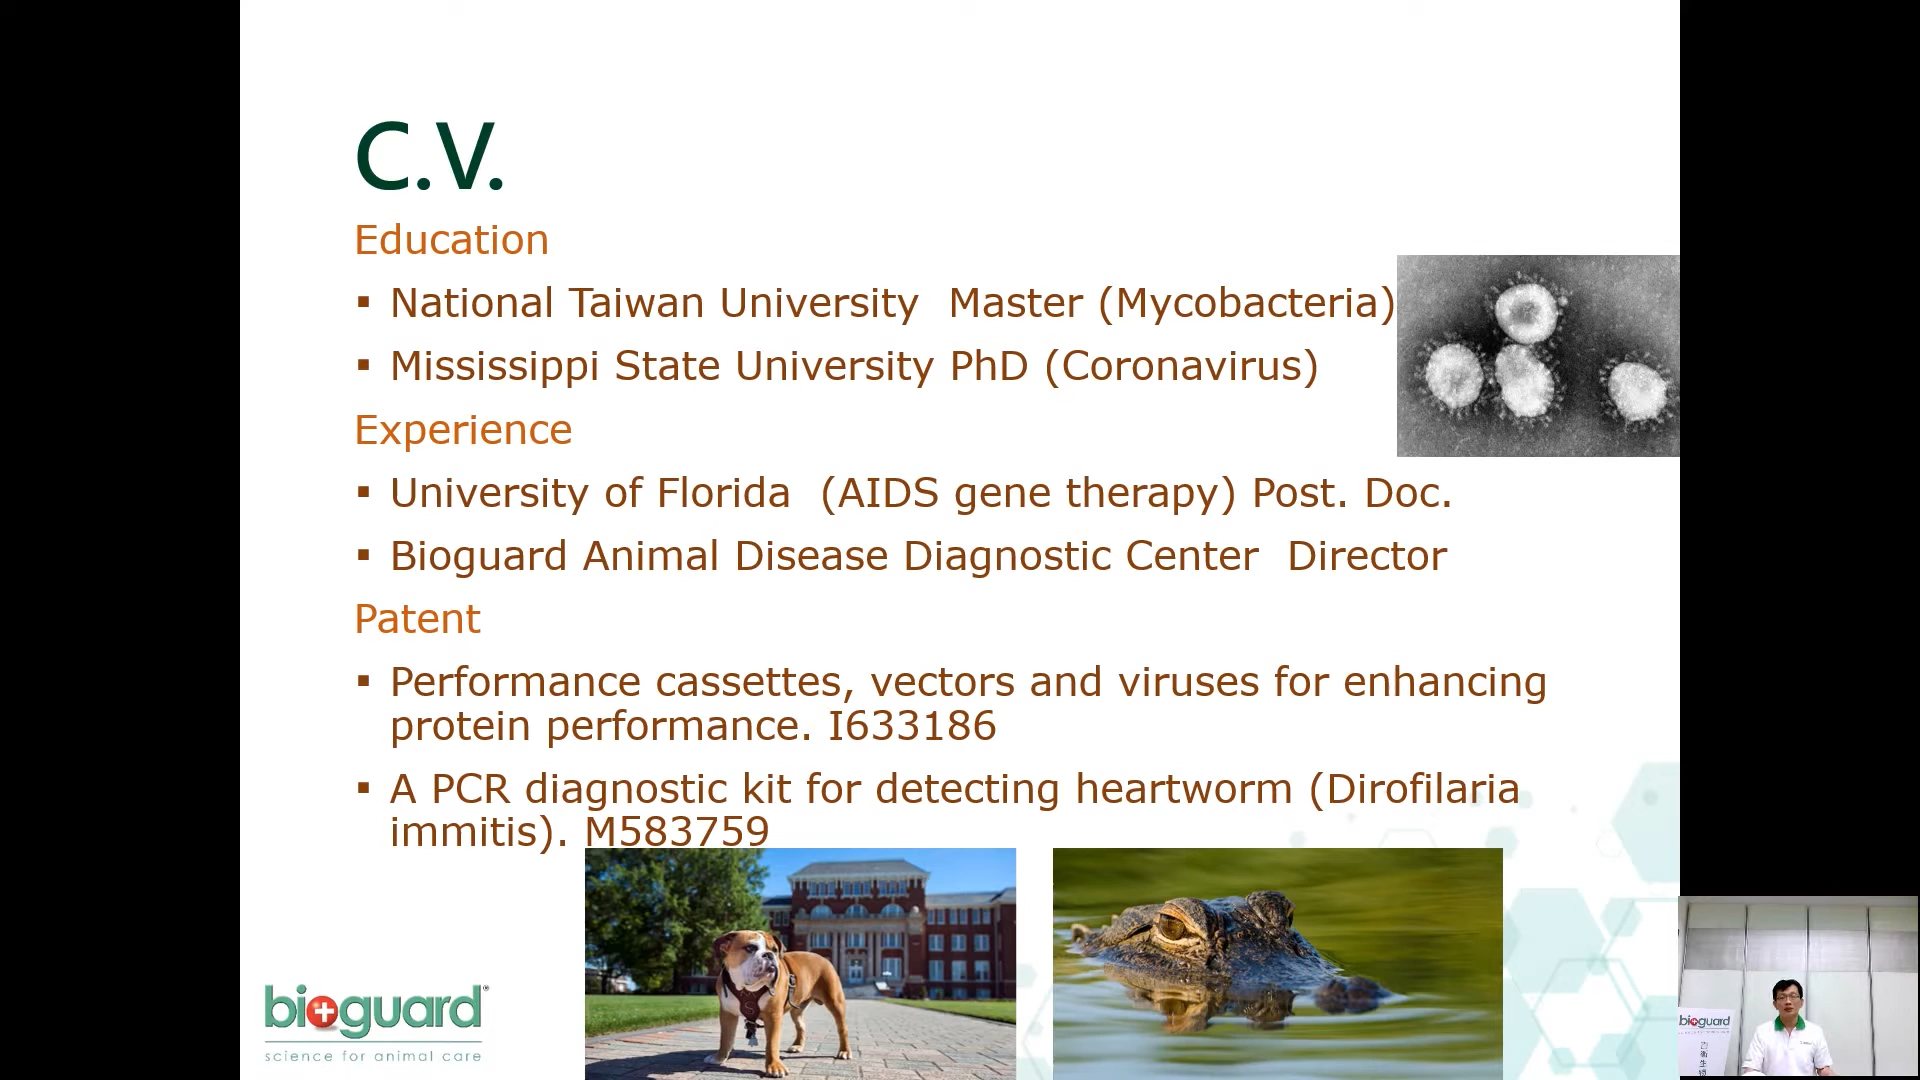 C.V.
Education
▪ National Taiwan University  Master (Mycobacteria)
▪ Mississippi State University PhD (Coronavirus)
Experience
▪ University of Florida  (AIDS gene therapy) Post. Doc.
▪ Bioguard Animal Disease Diagnostic Center  Director
Patent
▪ Performance cassettes, vectors and viruses for enhancing
protein performance. I633186
▪ A PCR diagnostic kit for detecting heartworm (Dirofilaria
immitis). M583759
bioguard®
science for animal care
bioguard